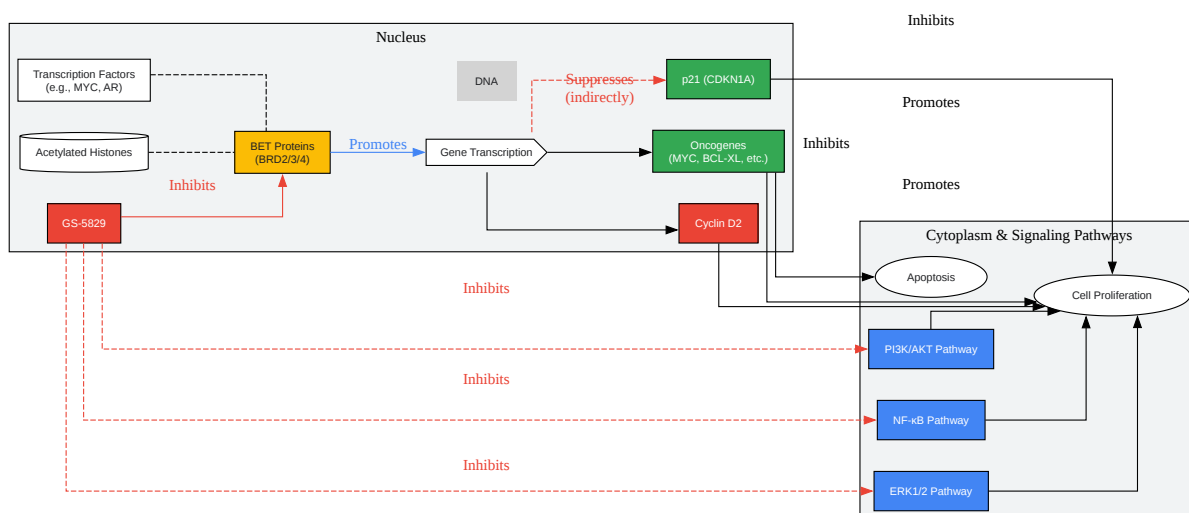 Inhibits
Nucleus
Transcription Factors
(e.g., MYC, AR)
DNA
Suppresses
(indirectly)
p21 (CDKN1A)
Promotes
Acetylated Histones
BET Proteins
(BRD2/3/4)
Promotes
Gene Transcription
Oncogenes
(MYC, BCL-XL, etc.)
Inhibits
Inhibits
Promotes
GS-5829
Cyclin D2
Cytoplasm & Signaling Pathways
Apoptosis
Inhibits
Cell Proliferation
PI3K/AKT Pathway
Inhibits
NF-κB Pathway
Inhibits
ERK1/2 Pathway